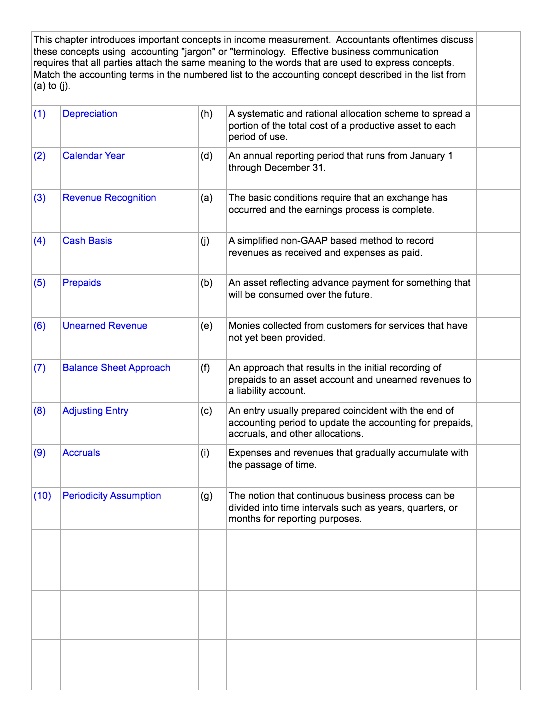 This chapter introduces important concepts in income measurement.  Accountants oftentimes discuss
these concepts using  accounting "jargon" or "terminology.  Effective business communication
requires that all parties attach the same meaning to the words that are used to express concepts.
Match the accounting terms in the numbered list to the accounting concept described in the list from
(a) to (j).
(1) Depreciation (h) A systematic and rational allocation scheme to spread a
portion of the total cost of a productive asset to each
period of use.
(2) Calendar Year (d) An annual reporting period that runs from January 1
through December 31.
(3) Revenue Recognition (a) The basic conditions require that an exchange has
occurred and the earnings process is complete.
(4) Cash Basis (j) A simplified non-GAAP based method to record
revenues as received and expenses as paid.
(5) Prepaids (b) An asset reflecting advance payment for something that
will be consumed over the future.
(6) Unearned Revenue (e) Monies collected from customers for services that have
not yet been provided.
(7) Balance Sheet Approach (f) An approach that results in the initial recording of
prepaids to an asset account and unearned revenues to
a liability account.
(8) Adjusting Entry (c) An entry usually prepared coincident with the end of
accounting period to update the accounting for prepaids,
accruals, and other allocations.
(9) Accruals (i) Expenses and revenues that gradually accumulate with
the passage of time.
(10) Periodicity Assumption (g) The notion that continuous business process can be
divided into time intervals such as years, quarters, or
months for reporting purposes.